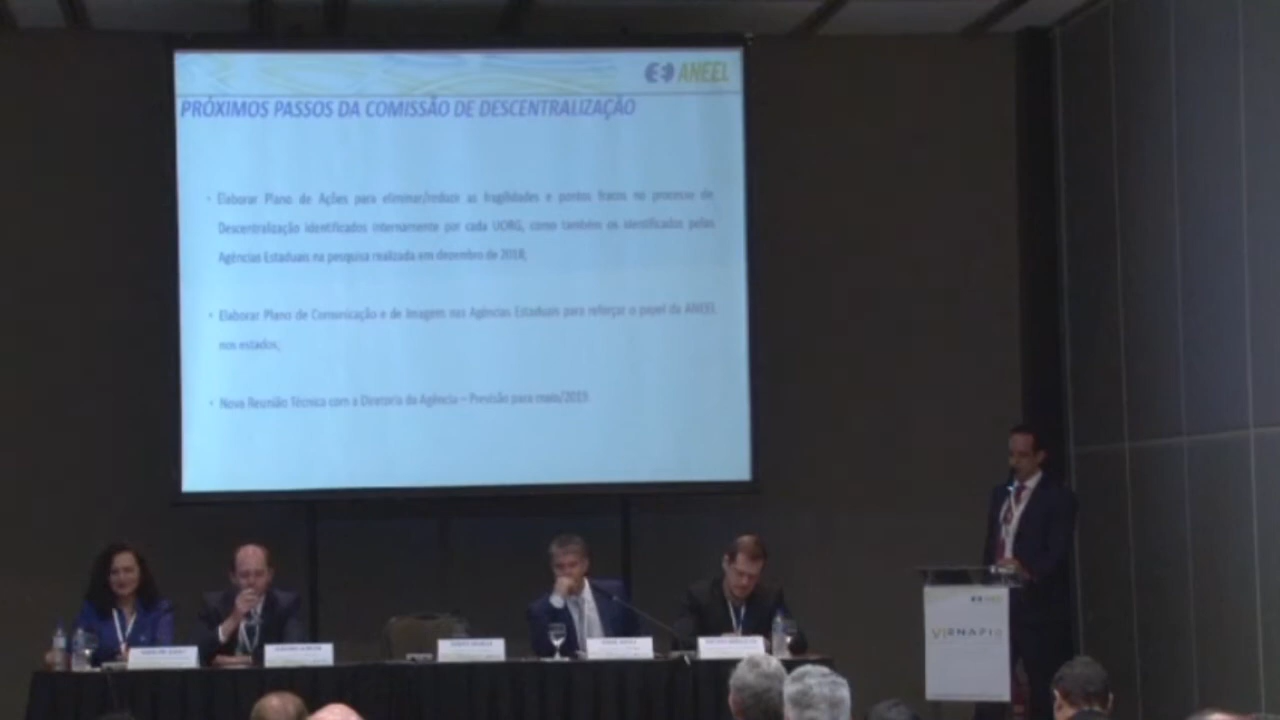 ANEEL
PRÓXIMOS PASSOS DA COMISSÃO DE DESCENTRALIZAÇÃO
• Elaborar Plano de Ações para eliminar/reduzir as fragilidades e pontos fracos no processo de
Descentralização identificados internamente por cada UORG, como também os identificados pelas
Agências Estaduais na pesquisa realizada em dezembro de 2018;
• Elaborar Plano de Comunicação e de Imagem nas Agências Estaduais para reforçar o papel da ANEEL
nos estados;
• Nova Reunião Técnica com a Diretoria da Agência – Previsão para maio/2019